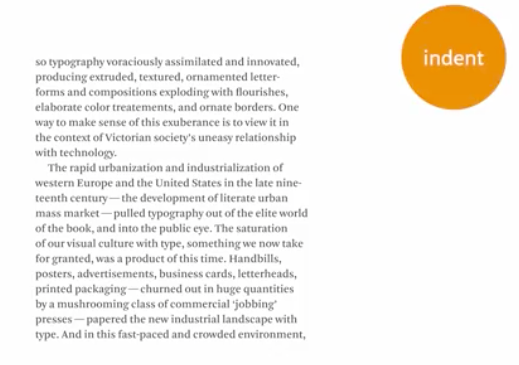 so typography voraciously assimilated and innovated,
producing extruded, textured, ornamented letter-
forms and compositions exploding with flourishes,
elaborate color treatements, and ornate borders. One
way to make sense of this exuberance is to view it in
the context of Victorian society's uneasy relationship
with technology.
The rapid urbanization and industrialization of
western Europe and the United States in the late nine-
teenth century — the development of literate urban
mass market — pulled typography out of the elite world
of the book, and into the public eye. The saturation
of our visual culture with type, something we now take
for granted, was a product of this time. Handbills,
posters, advertisements, business cards, letterheads,
printed packaging — churned out in huge quantities
by a mushrooming class of commercial ‘jobbing’
presses — papered the new industrial landscape with
type. And in this fast-paced and crowded environment,
indent